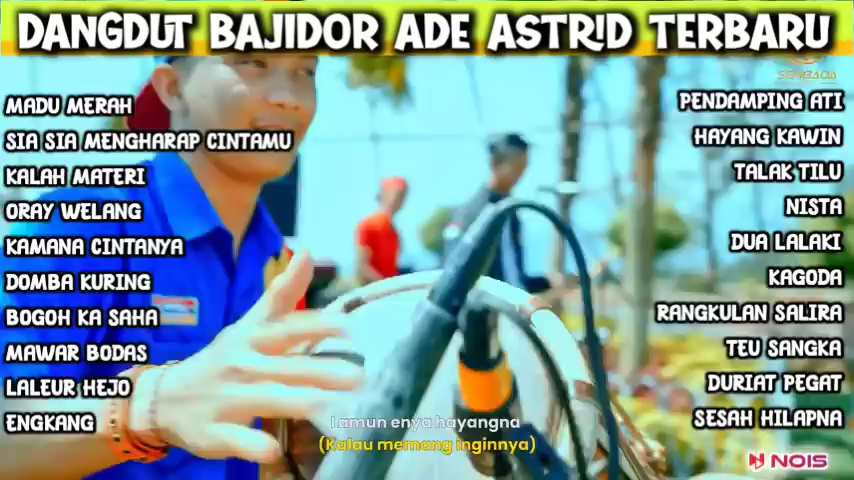 DANGDUT BAJIDOR ADE ASTRID TERBARU
SEMBADA
MADU MERAH
SIA SIA MENGHARAP CINTAMU
KALAH MATERI
ORAY WELANG
KAMANA CINTANYA
DOMBA KURING
BOGOH KA SAHA
MAWAR BODAS
LALEUR HEJO
ENGKANG
PENDAMPING ATI
HAYANG KAWIN
TALAK TILU
NISTA
DUA LALAKI
KAGODA
RANGKULAN SALIRA
TEU SANGKA
DURIAT PEGAT
SESAH HILAPNA
Lamun enya hayangna
(Kalau memang inginnya)
NOIS